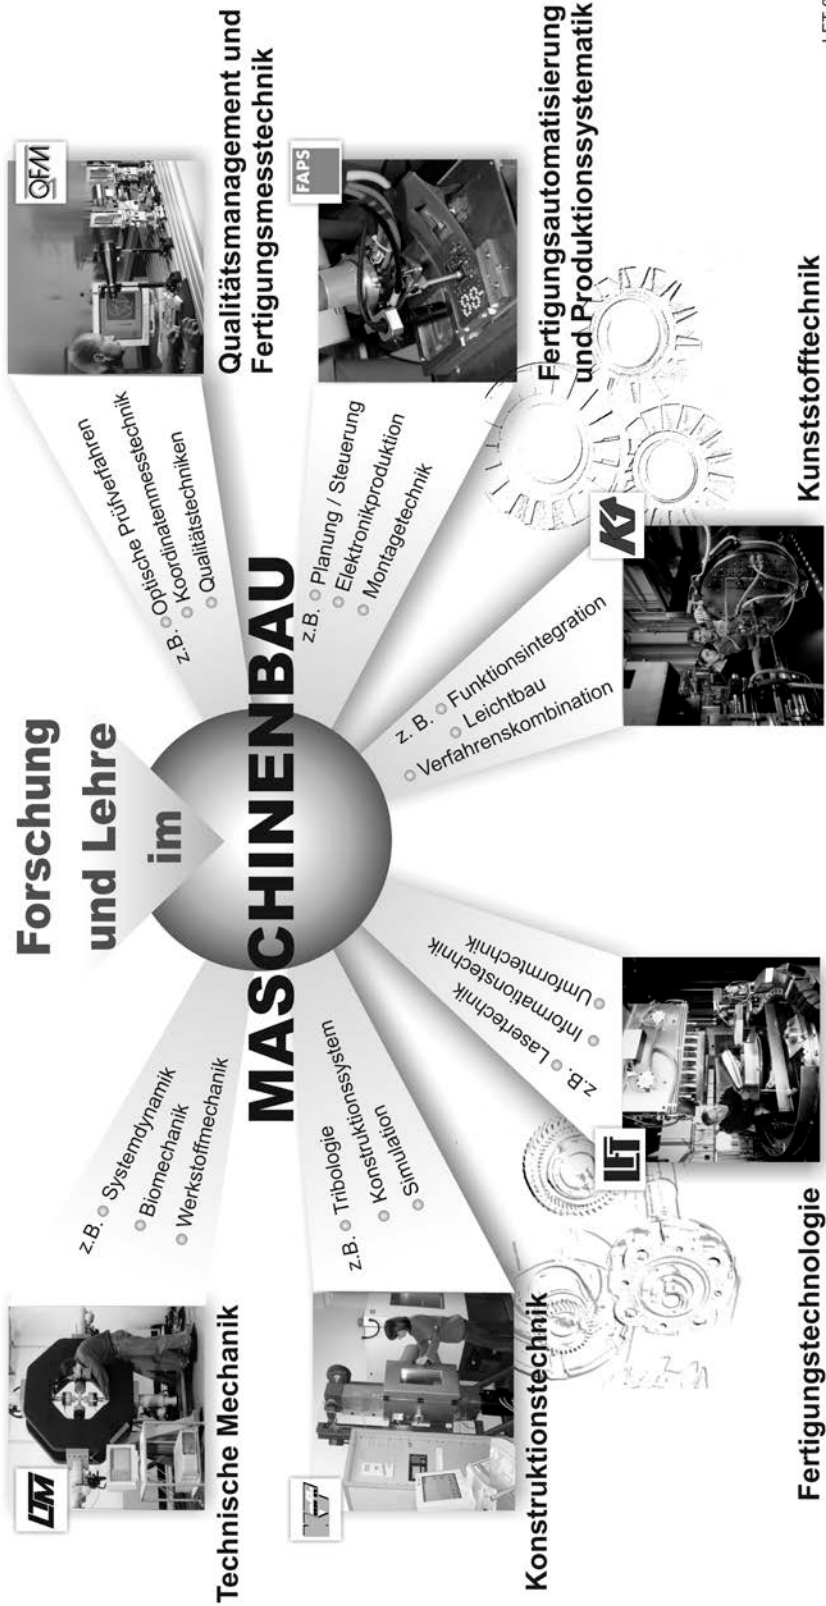 Forschung
und Lehre
im
MASCHINENBAU
LTM
Technische Mechanik
z.B. Systemdynamik
Biomechanik
Werkstoffmechanik
QFM
Qualitätsmanagement und
Fertigungsmesstechnik
z.B. Optische Prüfverfahren
Koordinatenmesstechnik
Qualitätstechniken
Konstruktionstechnik
z.B. Tribologie
Konstruktionssystem
Simulation
FAPS
Fertigungsautomatisierung
und Produktionssystematik
z.B. Planung / Steuerung
Elektronikproduktion
Montagetechnik
LFT
Fertigungstechnologie
z.B. Lasertechnik
Informationstechnik
Umformtechnik
KT
Kunststofftechnik
z. B. Funktionsintegration
Leichtbau
Verfahrenskombination